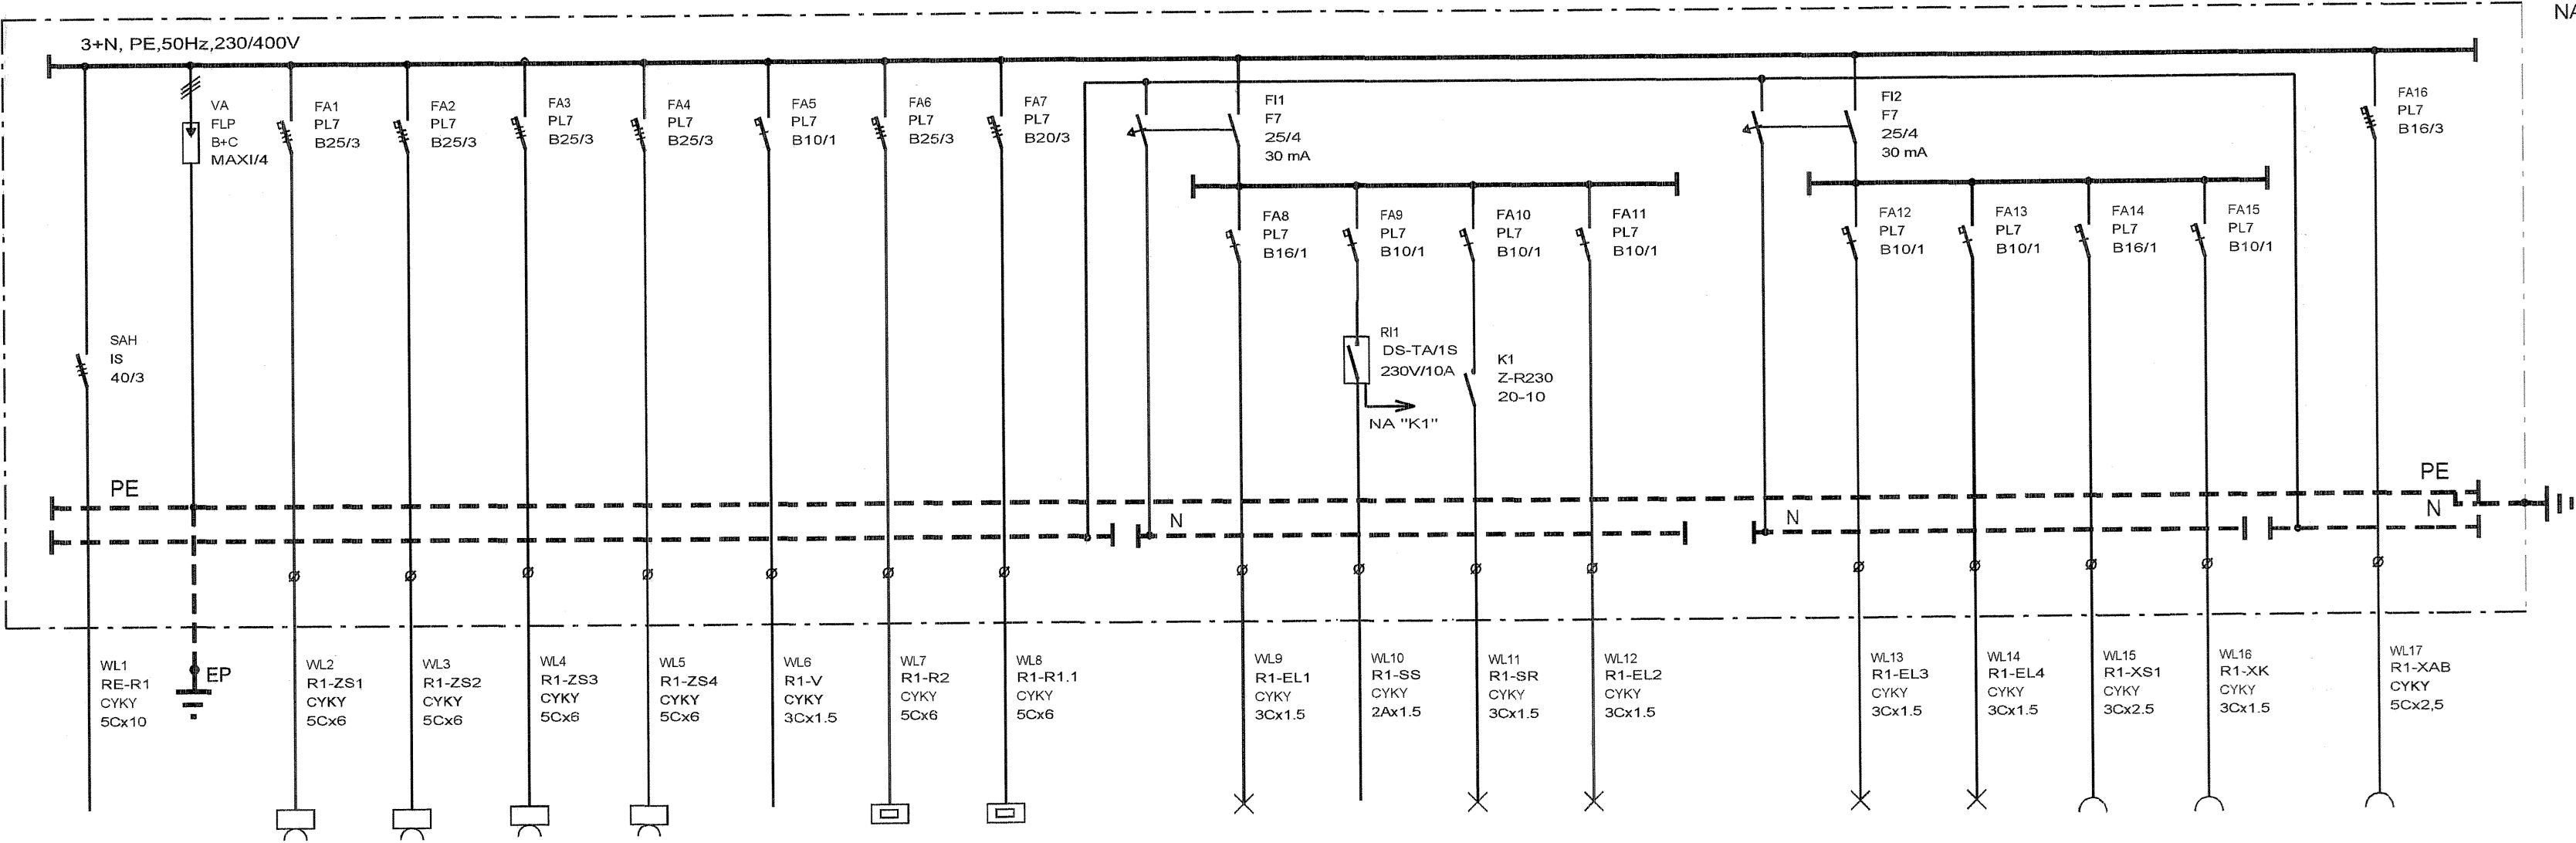 NA
3+N, PE,50Hz,230/400V
VA
FLP
B+C
MAXI/4
FA1
PL7
B25/3
FA2
PL7
B25/3
FA3
PL7
B25/3
FA4
PL7
B25/3
FA5
PL7
B10/1
FA6
PL7
B25/3
FA7
PL7
B20/3
FI1
F7
25/4
30 mA
FI2
F7
25/4
30 mA
FA16
PL7
B16/3
FA8
PL7
B16/1
FA9
PL7
B10/1
FA10
PL7
B10/1
FA11
PL7
B10/1
FA12
PL7
B10/1
FA13
PL7
B10/1
FA14
PL7
B16/1
FA15
PL7
B10/1
SAH
IS
40/3
RI1
DS-TA/1S
230V/10A
NA "K1"
K1
Z-R230
20-10
PE
N
N
PE
N
WL1
RE-R1
CYKY
5Cx10
EP
WL2
R1-ZS1
CYKY
5Cx6
WL3
R1-ZS2
CYKY
5Cx6
WL4
R1-ZS3
CYKY
5Cx6
WL5
R1-ZS4
CYKY
5Cx6
WL6
R1-V
CYKY
3Cx1.5
WL7
R1-R2
CYKY
5Cx6
WL8
R1-R1.1
CYKY
5Cx6
WL9
R1-EL1
CYKY
3Cx1.5
WL10
R1-SS
CYKY
2Ax1.5
WL11
R1-SR
CYKY
3Cx1.5
WL12
R1-EL2
CYKY
3Cx1.5
WL13
R1-EL3
CYKY
3Cx1.5
WL14
R1-EL4
CYKY
3Cx1.5
WL15
R1-XS1
CYKY
3Cx2.5
WL16
R1-XK
CYKY
3Cx1.5
WL17
R1-XAB
CYKY
5Cx2,5